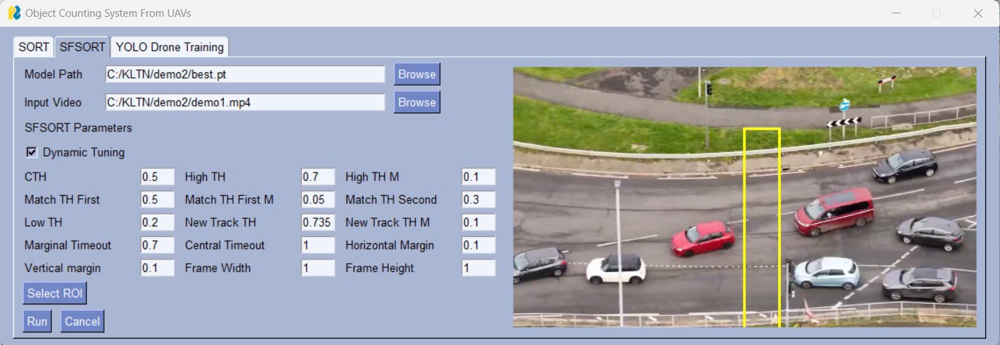 Object Counting System From UAVs
SORT SFSORT YOLO Drone Training
Model Path C:/KLTN/demo2/best.pt Browse
Input Video C:/KLTN/demo2/demo1.mp4 Browse
SFSORT Parameters
Dynamic Tuning
CTH 0.5 High TH 0.7 High TH M 0.1
Match TH First 0.5 Match TH First M 0.05 Match TH Second 0.3
Low TH 0.2 New Track TH 0.735 New Track TH M 0.1
Marginal Timeout 0.7 Central Timeout 1 Horizontal Margin 0.1
Vertical margin 0.1 Frame Width 1 Frame Height 1
Select ROI
Run Cancel